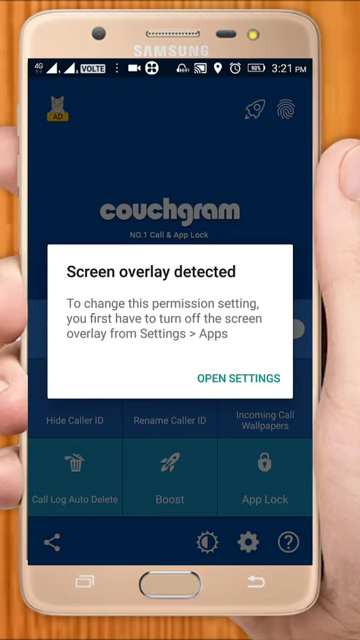 SAMSUNG
4G VOLTE 90% 3:21 PM
AD
couchgram
NO.1 Call & App Lock
Screen overlay detected
To change this permission setting,
you first have to turn off the screen
overlay from Settings > Apps
OPEN SETTINGS
Hide Caller ID
Rename Caller ID
Incoming Call
Wallpapers
Call Log Auto Delete
Boost
App Lock